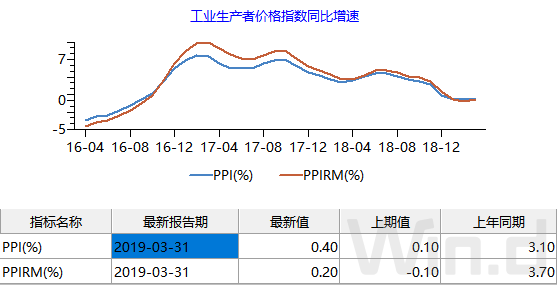 工业生产者价格指数同比增速
7
0
-5
16-04 16-08 16-12 17-04 17-08 17-12 18-04 18-08 18-12
PPI(%) PPIRM(%)
指标名称 最新报告期 最新值 上期值 上年同期
PPI(%) 2019-03-31 0.40 0.10 3.10
PPIRM(%) 2019-03-31 0.20 -0.10 3.70
Win.d